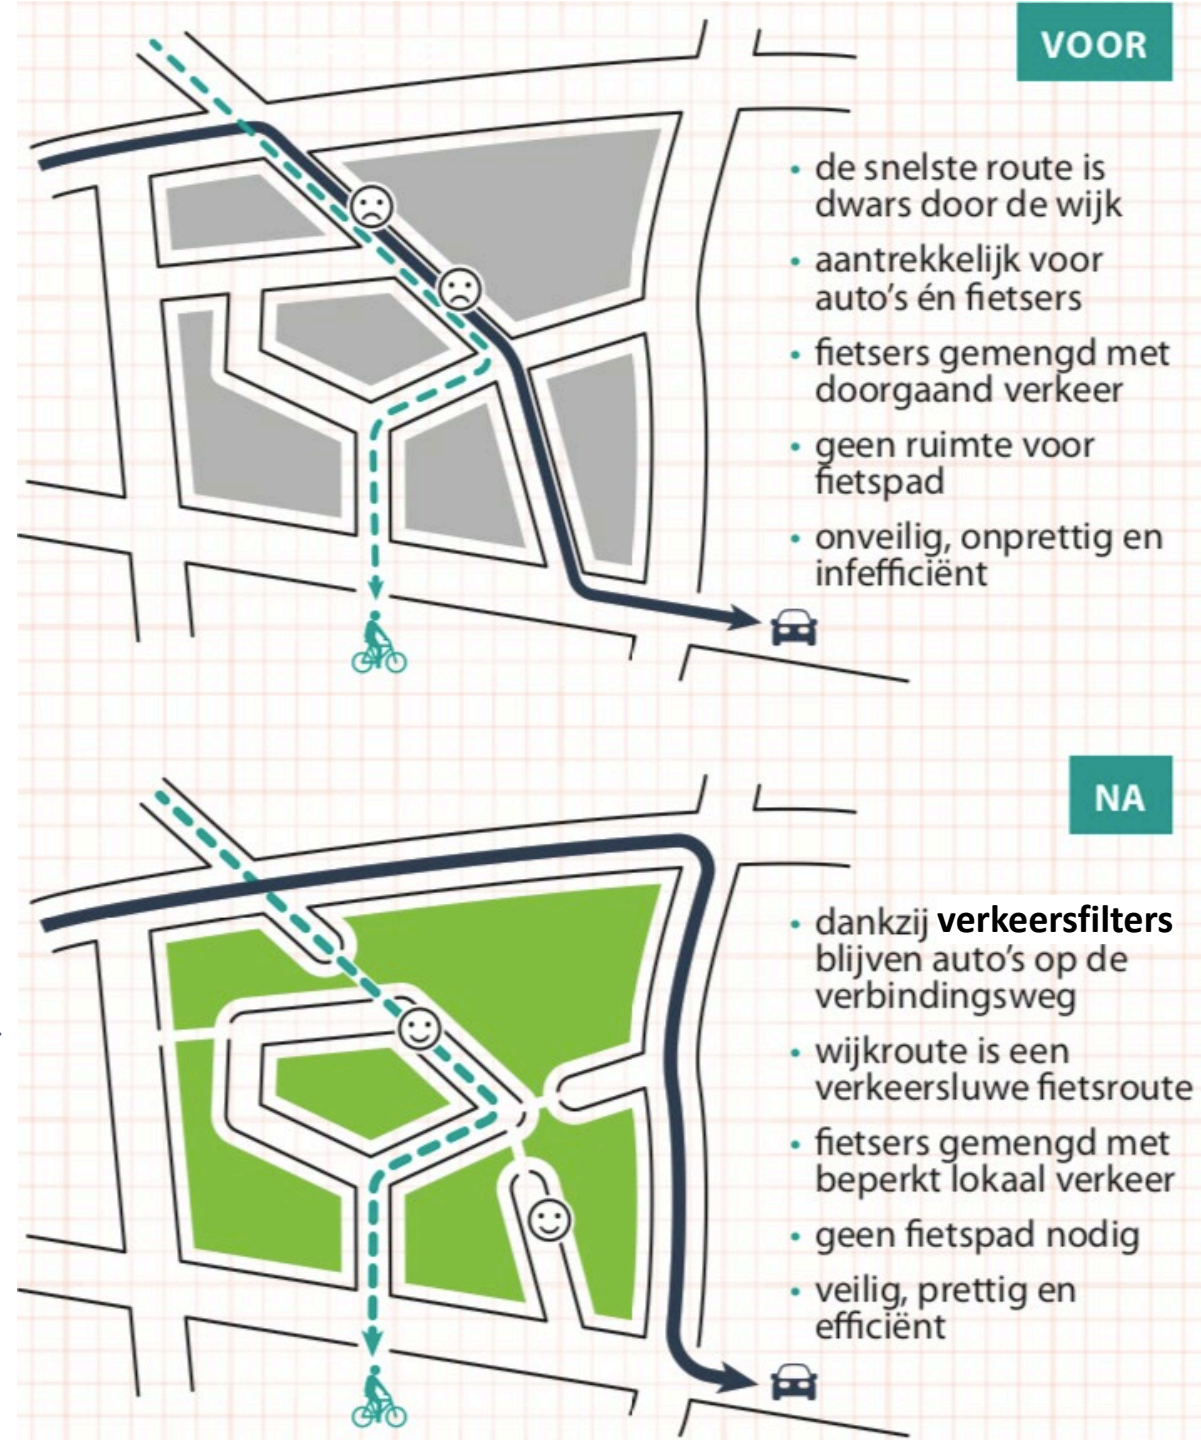 VOOR
• de snelste route is
dwars door de wijk
• aantrekkelijk voor
auto's én fietsers
• fietsers gemengd met
doorgaand verkeer
• geen ruimte voor
fietspad
• onveilig, onprettig en
infefficiënt
NA
• dankzij verkeersfilters
blijven auto's op de
verbindingsweg
• wijkroute is een
verkeersluwe fietsroute
• fietsers gemengd met
beperkt lokaal verkeer
• geen fietspad nodig
• veilig, prettig en
efficiënt